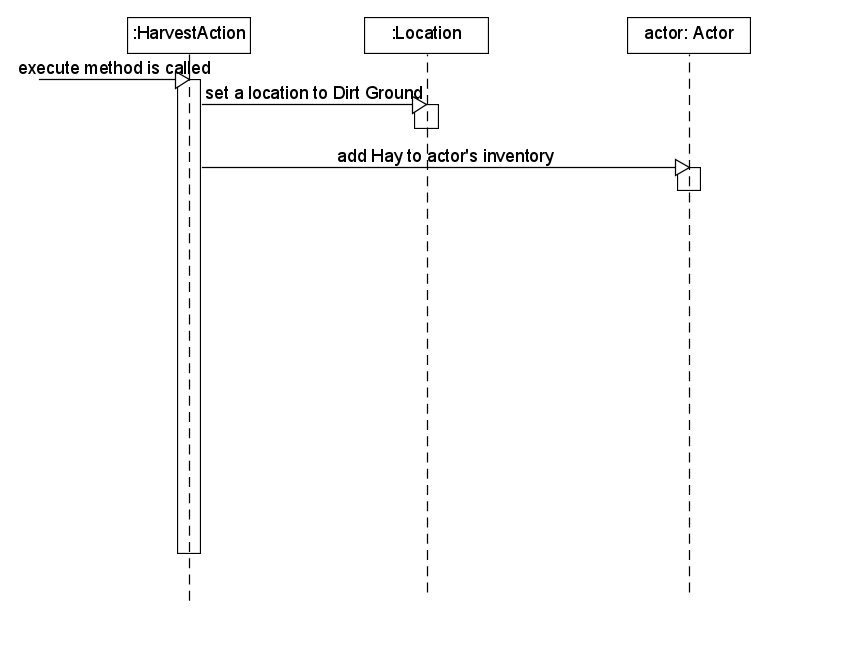 :HarvestAction
:Location
actor: Actor
execute method is called
set a location to Dirt Ground
add Hay to actor's inventory